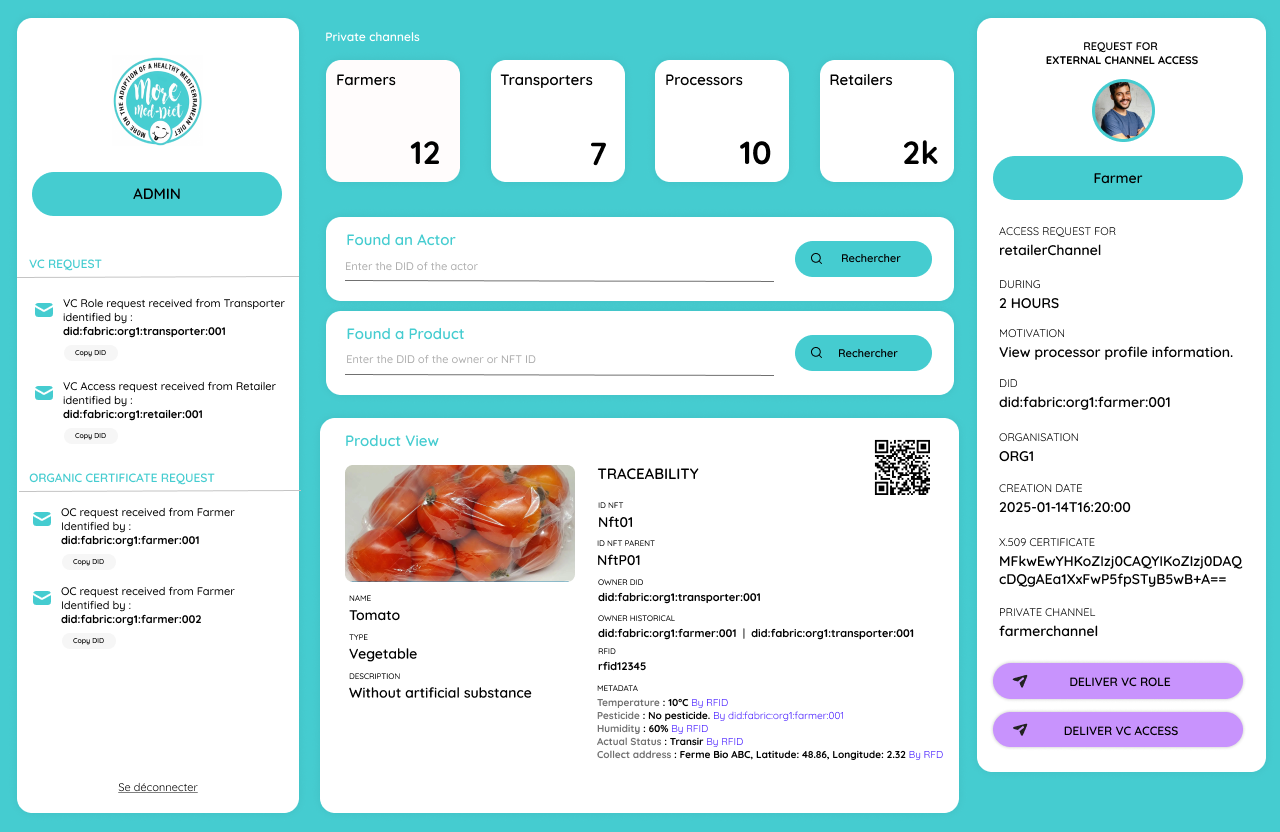 MORE ON THE ADOPTION OF A HEALTHY MEDITERRANEAN DIET
More
Med-Diet
ADMIN
VC REQUEST
VC Role request received from Transporter
identified by :
did:fabric:org1:transporter:001
Copy DID
VC Access request received from Retailer
identified by :
did:fabric:org1:retailer:001
Copy DID
ORGANIC CERTIFICATE REQUEST
OC request received from Farmer
Identified by :
did:fabric:org1:farmer:001
Copy DID
OC request received from Farmer
Identified by :
did:fabric:org1:farmer:002
Copy DID
Se déconnecter
Private channels
Farmers
12
Transporters
7
Processors
10
Retailers
2k
Found an Actor
Enter the DID of the actor
Rechercher
Found a Product
Enter the DID of the owner or NFT ID
Rechercher
Product View
NAME
Tomato
TYPE
Vegetable
DESCRIPTION
Without artificial substance
TRACEABILITY
ID NFT
Nft01
ID NFT PARENT
NftP01
OWNER DID
did:fabric:org1:transporter:001
OWNER HISTORICAL
did:fabric:org1:farmer:001 | did:fabric:org1:transporter:001
RFID
rfid12345
METADATA
Temperature : 10°C By RFID
Pesticide : No pesticide. By did:fabric:org1:farmer:001
Humidity : 60% By RFID
Actual Status : Transir By RFID
Collect address : Ferme Bio ABC, Latitude: 48.86, Longitude: 2.32 By RFD
REQUEST FOR
EXTERNAL CHANNEL ACCESS
Farmer
ACCESS REQUEST FOR
retailerChannel
DURING
2 HOURS
MOTIVATION
View processor profile information.
DID
did:fabric:org1:farmer:001
ORGANISATION
ORG1
CREATION DATE
2025-01-14T16:20:00
X.509 CERTIFICATE
MFkwEwYHKoZIzj0CAQYIKoZIzj0DAQ
cDQgAEa1XxFwP5fpSTyB5wB+A==
PRIVATE CHANNEL
farmerchannel
DELIVER VC ROLE
DELIVER VC ACCESS